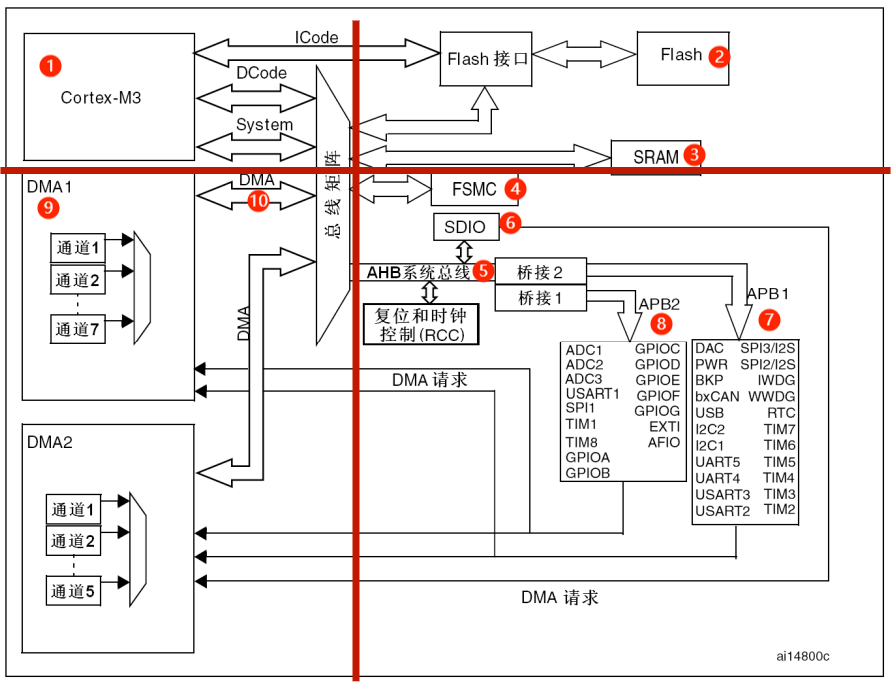 ICode
1
Cortex-M3
Flash 接口
Flash 2
DCode
System
SRAM 3
DMA1
9
DMA
10
总线矩阵
FSMC 4
SDIO 6
通道1
通道2
通道7
AHB系统总线 5
桥接2
桥接1
复位和时钟
控制(RCC)
DMA
APB2
8
APB1
7
ADC1 GPIOC
ADC2 GPIOD
ADC3 GPIOE
USART1 GPIOF
SPI1 GPIOG
TIM1 EXTI
TIM8 AFIO
GPIOA
GPIOB
DAC SPI3/I2S
PWR SPI2/I2S
BKP IWDG
bxCAN WWDG
USB RTC
I2C2 TIM7
I2C1 TIM6
UART5 TIM5
UART4 TIM4
USART3 TIM3
USART2 TIM2
DMA 请求
DMA2
通道1
通道2
通道5
DMA 请求
ai14800c